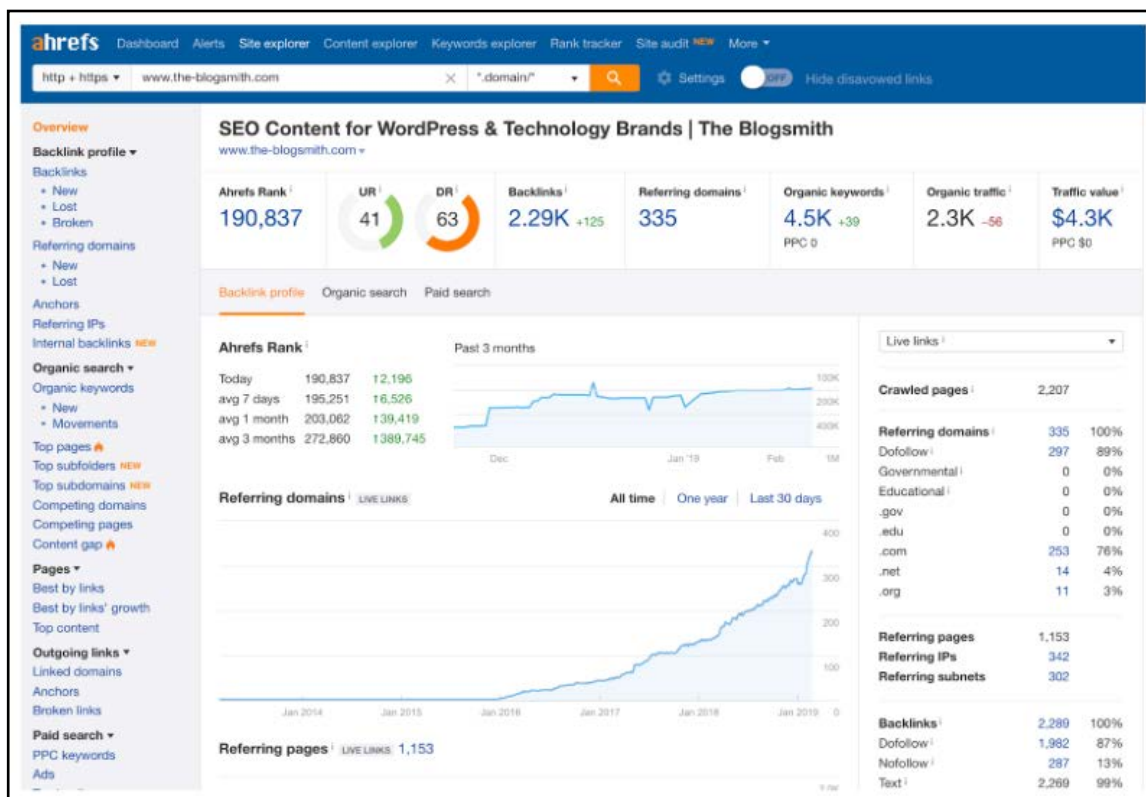 ahrefs Dashboard Alerts Site explorer Content explorer Keywords explorer Rank tracker Site audit NEW More
http + https www.the-blogsmith.com *.domain/* Settings OFF Hide disavowed links
Overview
Backlink profile
Backlinks
• New
• Lost
• Broken
Referring domains
• New
• Lost
Anchors
Referring IPs
Internal backlinks NEW
Organic search
Organic keywords
• New
• Movements
Top pages
Top subfolders NEW
Top subdomains NEW
Competing domains
Competing pages
Content gap
Pages
Best by links
Best by links' growth
Top content
Outgoing links
Linked domains
Anchors
Broken links
Paid search
PPC keywords
Ads
SEO Content for WordPress & Technology Brands | The Blogsmith
www.the-blogsmith.com
Ahrefs Rank UR DR Backlinks Referring domains Organic keywords Organic traffic Traffic value
190,837 41 63 2.29K +125 335 4.5K +39 2.3K -56 $4.3K
PPC 0 PPC $0
Backlink profile Organic search Paid search
Ahrefs Rank Past 3 months
Today 190,837 ↑2,196
avg 7 days 195,251 ↑6,526
avg 1 month 203,062 ↑39,419
avg 3 months 272,860 ↑389,745
100K
200K
400K
Dec Jan '19 Feb 1M
Referring domains LIVE LINKS All time One year Last 30 days
400
300
200
100
Jan 2014 Jan 2015 Jan 2016 Jan 2017 Jan 2018 Jan 2019 0
Referring pages LIVE LINKS 1,153
Live links
Crawled pages 2,207
Referring domains 335 100%
Dofollow 297 89%
Governmental 0 0%
Educational 0 0%
.gov 0 0%
.edu 0 0%
.com 253 76%
.net 14 4%
.org 11 3%
Referring pages 1,153
Referring IPs 342
Referring subnets 302
Backlinks 2,289 100%
Dofollow 1,982 87%
Nofollow 287 13%
Text 2,269 99%